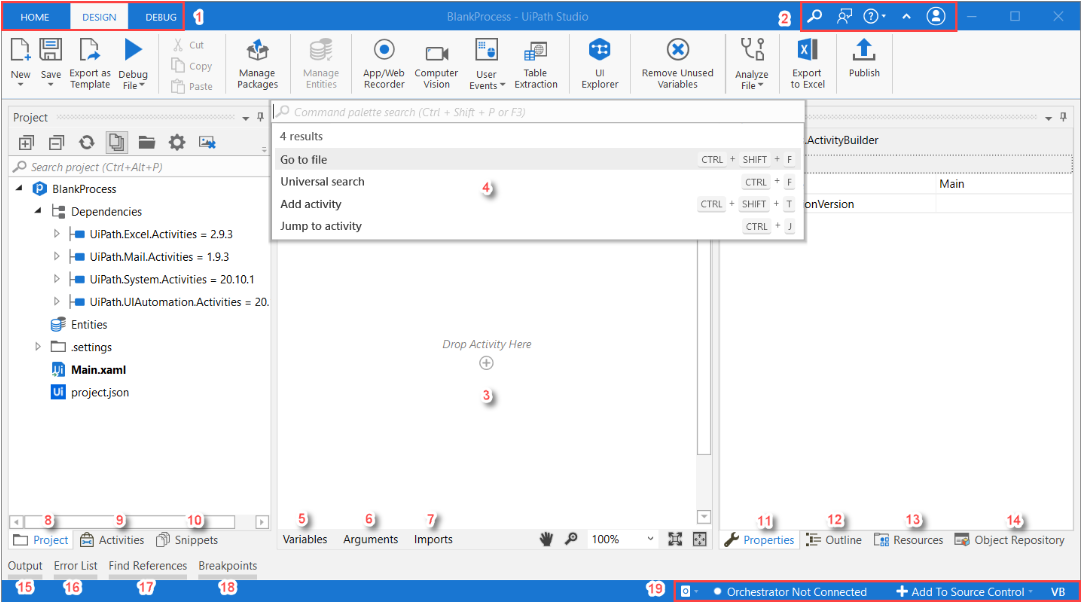 HOME DESIGN DEBUG 1 BlankProcess - UiPath Studio 2
New Save Export as Template Debug File Cut Copy Paste Manage Packages Manage Entities App/Web Recorder Computer Vision User Events Table Extraction UI Explorer Remove Unused Variables Analyze File Export to Excel Publish
Project
Command palette search (Ctrl + Shift + P or F3)
4 results
Search project (Ctrl+Alt+P)
Go to file CTRL + SHIFT + F
Universal search CTRL + F
4
Add activity CTRL + SHIFT + T
Jump to activity CTRL + J
.ActivityBuilder
Main
onVersion
BlankProcess
Dependencies
UiPath.Excel.Activities = 2.9.3
UiPath.Mail.Activities = 1.9.3
UiPath.System.Activities = 20.10.1
UiPath.UIAutomation.Activities = 20.
Entities
.settings
Main.xaml
project.json
Drop Activity Here
3
8 9 10 5 6 7 11 12 13 14
Project Activities Snippets Variables Arguments Imports 100% Properties Outline Resources Object Repository
Output Error List Find References Breakpoints
15 16 17 18 19 Orchestrator Not Connected Add To Source Control VB